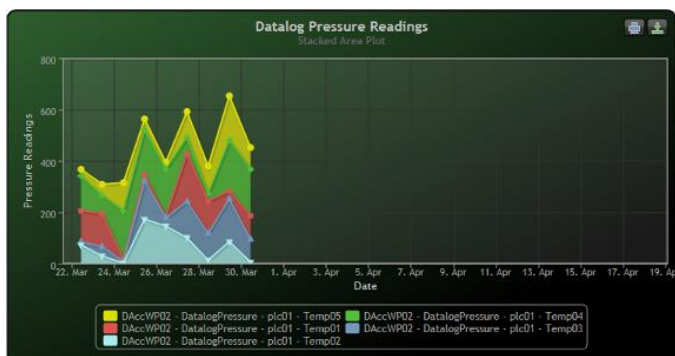 Datalog Pressure Readings
Stacked Area Plot
800
600
400
200
0
Pressure Readings
22. Mar 24. Mar 26. Mar 28. Mar 30. Mar 1. Apr 3. Apr 5. Apr 7. Apr 9. Apr 11. Apr 13. Apr 15. Apr 17. Apr 19. Ap
Date
DAccWP02 - DatalogPressure - plc01 - Temp05 DAccWP02 - DatalogPressure - plc01 - Temp04
DAccWP02 - DatalogPressure - plc01 - Temp01 DAccWP02 - DatalogPressure - plc01 - Temp03
DAccWP02 - DatalogPressure - plc01 - Temp02